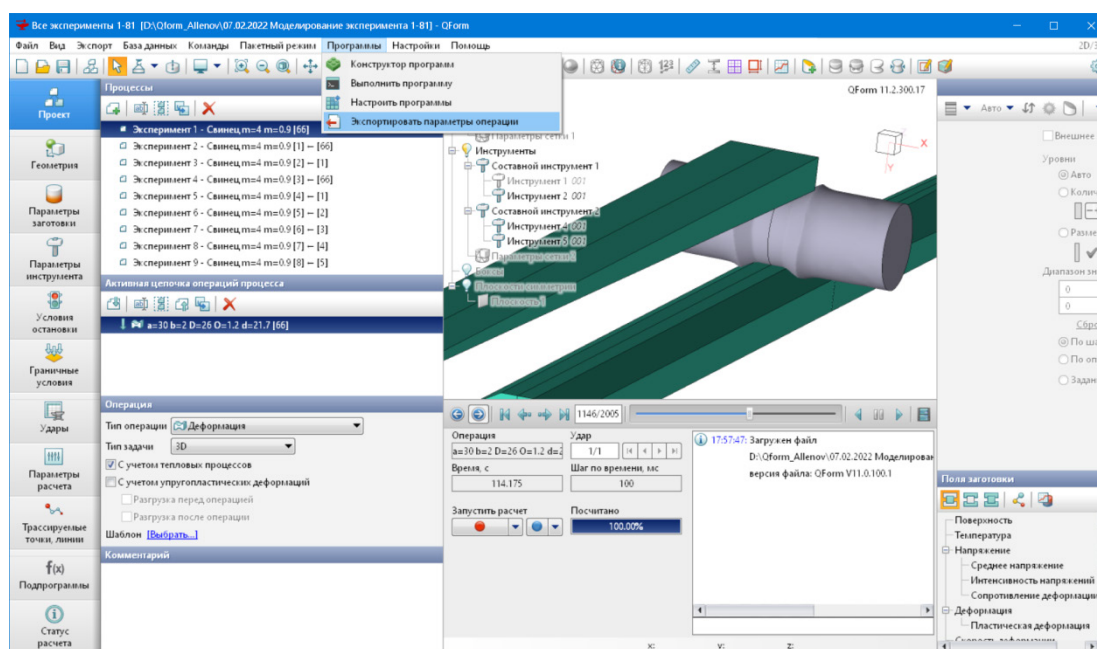 Все эксперименты 1-81 [D:\Qform_Allenov\07.02.2022 Моделирование эксперимента 1-81] - QForm
Файл Вид Экспорт База данных Команды Пакетный режим Программы Настройки Помощь 2D/3
Конструктор программ
Выполнить программу
Настроить программы
Экспортировать параметры операции
Проект
Геометрия
Параметры
заготовки
Параметры
инструмента
Условия
остановки
Граничные
условия
Удары
Параметры
расчета
Трассируемые
точки, линии
f(x)
Подпрограммы
Статус
расчета
Процессы
Эксперимент 1 - Свинец m=4 m=0.9 [66]
Эксперимент 2 - Свинец m=4 m=0.9 [1] — [66]
Эксперимент 3 - Свинец m=4 m=0.9 [2] — [1]
Эксперимент 4 - Свинец m=4 m=0.9 [3] — [66]
Эксперимент 5 - Свинец m=4 m=0.9 [4] — [1]
Эксперимент 6 - Свинец m=4 m=0.9 [5] — [2]
Эксперимент 7 - Свинец m=4 m=0.9 [6] — [3]
Эксперимент 8 - Свинец m=4 m=0.9 [7] — [4]
Эксперимент 9 - Свинец m=4 m=0.9 [8] — [5]
Активная цепочка операций процесса
a=30 b=2 D=26 O=1.2 d=21.7 [66]
Операция
Тип операции Деформация
Тип задачи 3D
С учетом тепловых процессов
С учетом упругопластических деформаций
Разгрузка перед операцией
Разгрузка после операции
Шаблон [Выбрать...]
Комментарий
QForm 11.2.300.17
Параметры сетки 1
Инструменты
Составной инструмент 1
Инструмент 1 001
Инструмент 2 001
Составной инструмент 2
Инструмент 4 001
Инструмент 5 001
Параметры сетки
Боксы
Плоскости симметрии
Плоскость 1
X
Y
1146/2005
Операция Удар
a=30 b=2 D=26 O=1.2 d=2 1/1
Время, с Шаг по времени, мс
114.175 100
Запустить расчет Посчитано
100.00%
17:57:47: Загружен файл
D:\Qform_Allenov\07.02.2022 Моделирован
версия файла: QForm V11.0.100.1
x: y: z:
Авто
Внешнее
Уровни
Авто
Колич
Разме
Диапазон зн
0
0
Сбро
По ша
По оп
Задан
Поля заготовки
Поверхность
Температура
Напряжение
Среднее напряжение
Интенсивность напряжений
Сопротивление деформации
Деформация
Пластическая деформация
Скорость деформации